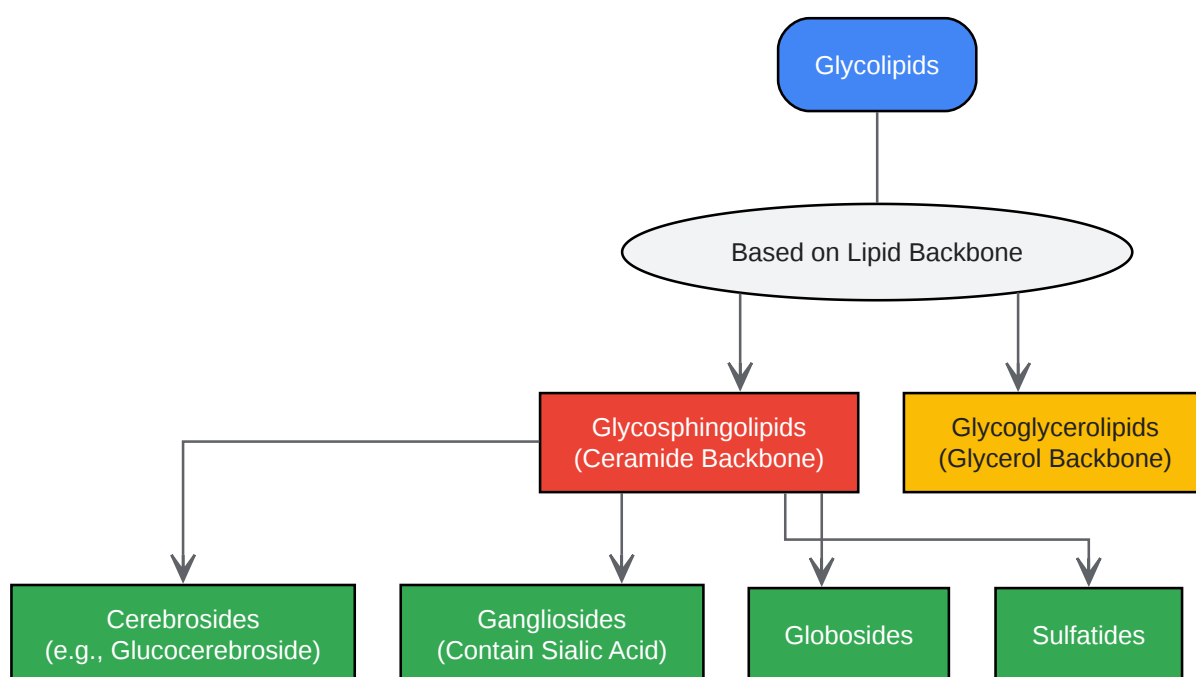 Glycolipids
Based on Lipid Backbone
Glycosphingolipids
(Ceramide Backbone)
Glycoglycerolipids
(Glycerol Backbone)
Cerebrosides
(e.g., Glucocerebroside)
Gangliosides
(Contain Sialic Acid)
Globosides
Sulfatides